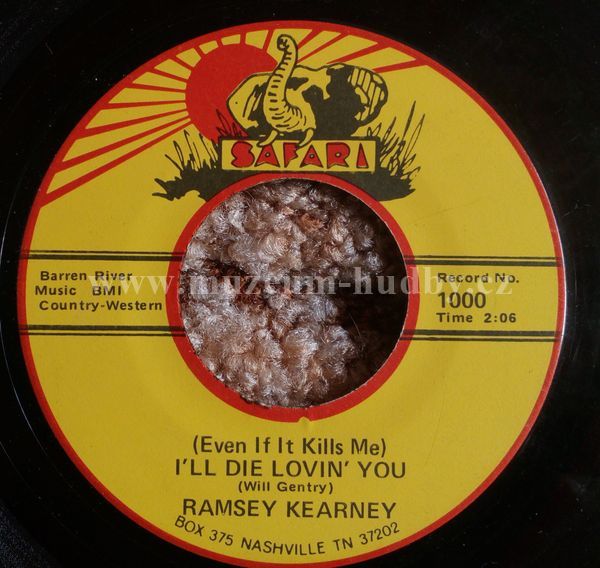 SAFARI
Barren River
Music BMI
Country-Western
Record No.
1000
Time 2:06
www.muzeum-hudby.cz
(Even If It Kills Me)
I'LL DIE LOVIN' YOU
(Will Gentry)
RAMSEY KEARNEY
BOX 375 NASHVILLE TN 37202